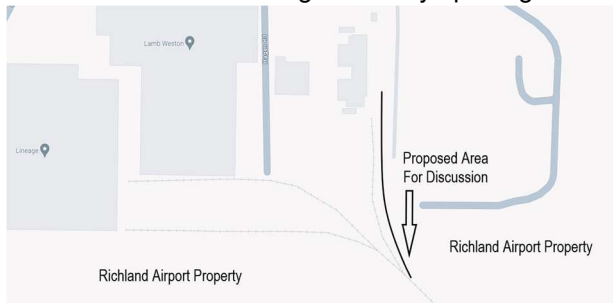 Lamb Weston
Lineage
Proposed Area
For Discussion
Richland Airport Property
Richland Airport Property